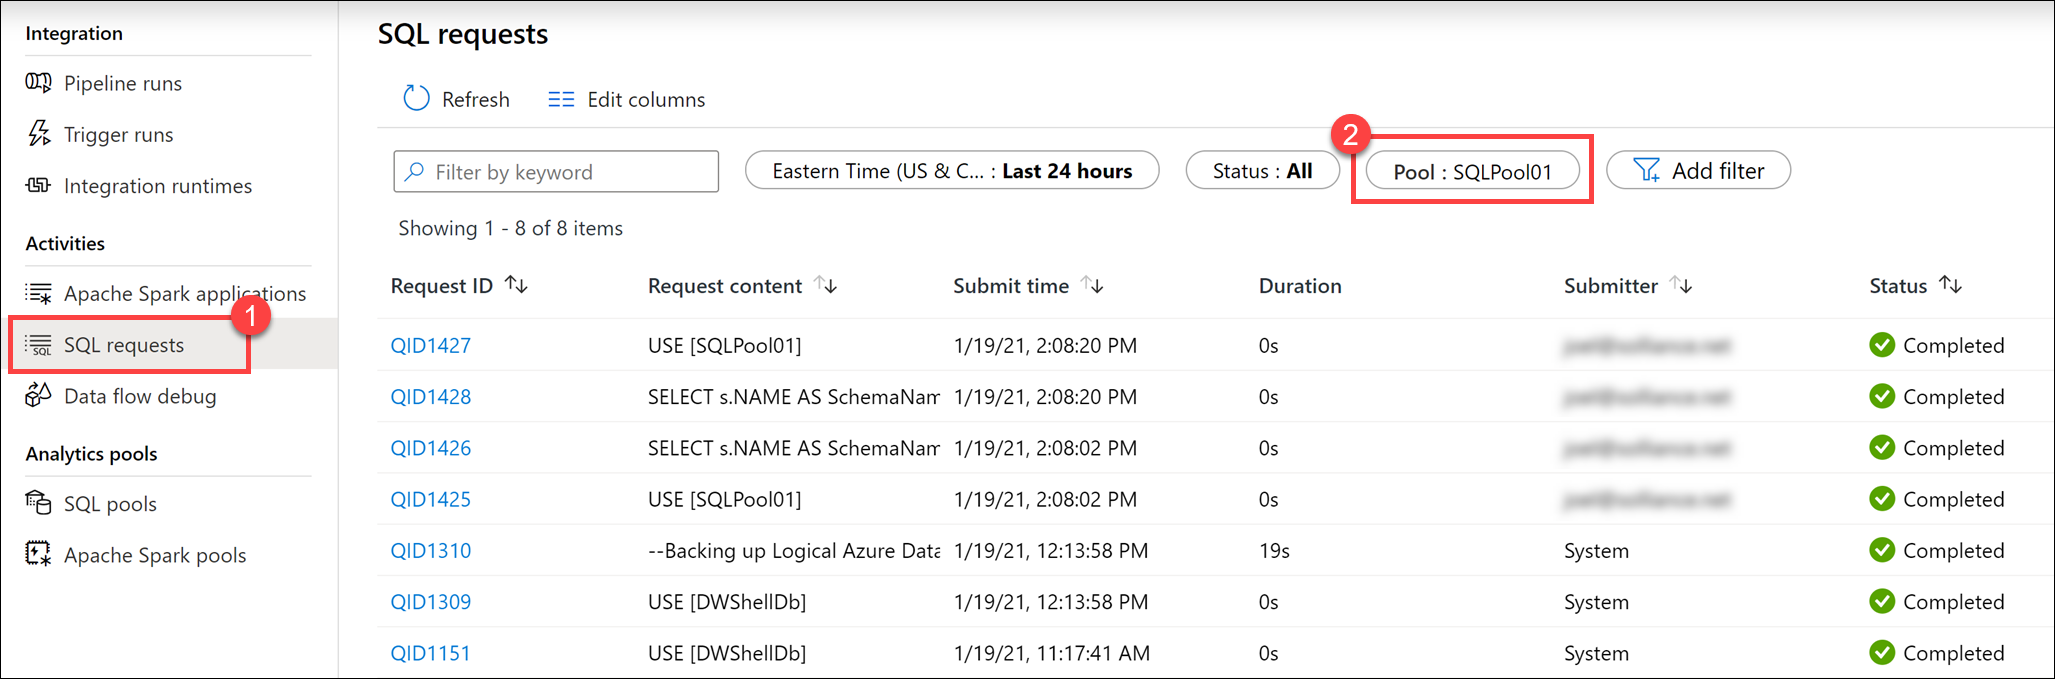 Integration
Pipeline runs
Trigger runs
Integration runtimes
Activities
Apache Spark applications
1
SQL requests
Data flow debug
Analytics pools
SQL pools
Apache Spark pools
SQL requests
Refresh Edit columns
2
Filter by keyword Eastern Time (US & C... : Last 24 hours Status : All Pool : SQLPool01 Add filter
Showing 1 - 8 of 8 items
Request ID Request content Submit time Duration Submitter Status
QID1427 USE [SQLPool01] 1/19/21, 2:08:20 PM 0s Completed
QID1428 SELECT s.NAME AS SchemaNam 1/19/21, 2:08:20 PM 0s Completed
QID1426 SELECT s.NAME AS SchemaNam 1/19/21, 2:08:02 PM 0s Completed
QID1425 USE [SQLPool01] 1/19/21, 2:08:02 PM 0s Completed
QID1310 --Backing up Logical Azure Data 1/19/21, 12:13:58 PM 19s System Completed
QID1309 USE [DWShellDb] 1/19/21, 12:13:58 PM 0s System Completed
QID1151 USE [DWShellDb] 1/19/21, 11:17:41 AM 0s System Completed